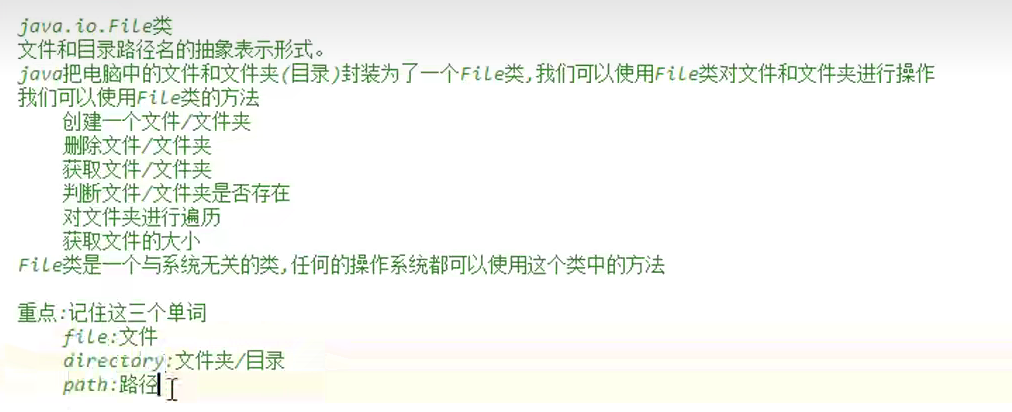 java.io.File类
文件和目录路径名的抽象表示形式。
java把电脑中的文件和文件夹(目录)封装为了一个File类,我们可以使用File类对文件和文件夹进行操作
我们可以使用File类的方法
创建一个文件/文件夹
删除文件/文件夹
获取文件/文件夹
判断文件/文件夹是否存在
对文件夹进行遍历
获取文件的大小
File类是一个与系统无关的类,任何的操作系统都可以使用这个类中的方法
重点:记住这三个单词
file:文件
directory:文件夹/目录
path:路径